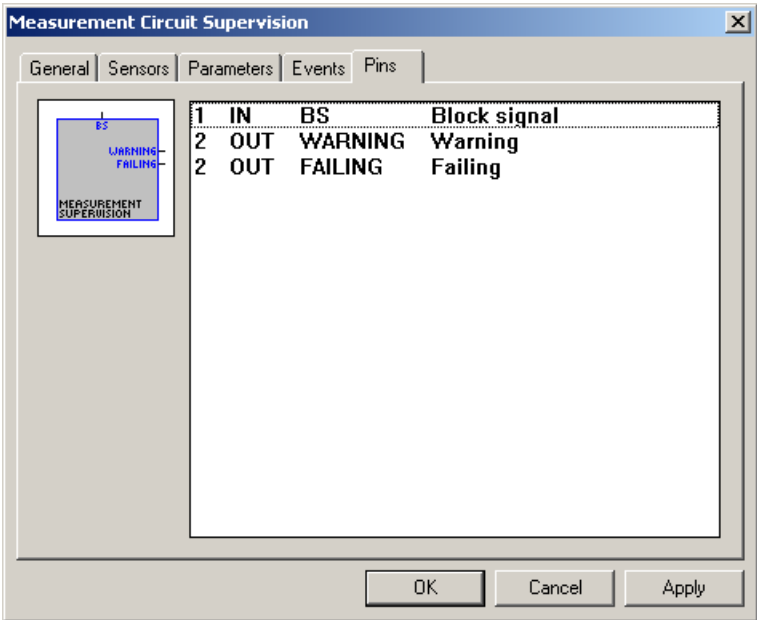 Measurement Circuit Supervision
General Sensors Parameters Events Pins
BS
WARNING
FAILING
MEASUREMENT
SUPERVISION
1 IN BS Block signal
2 OUT WARNING Warning
2 OUT FAILING Failing
OK Cancel Apply